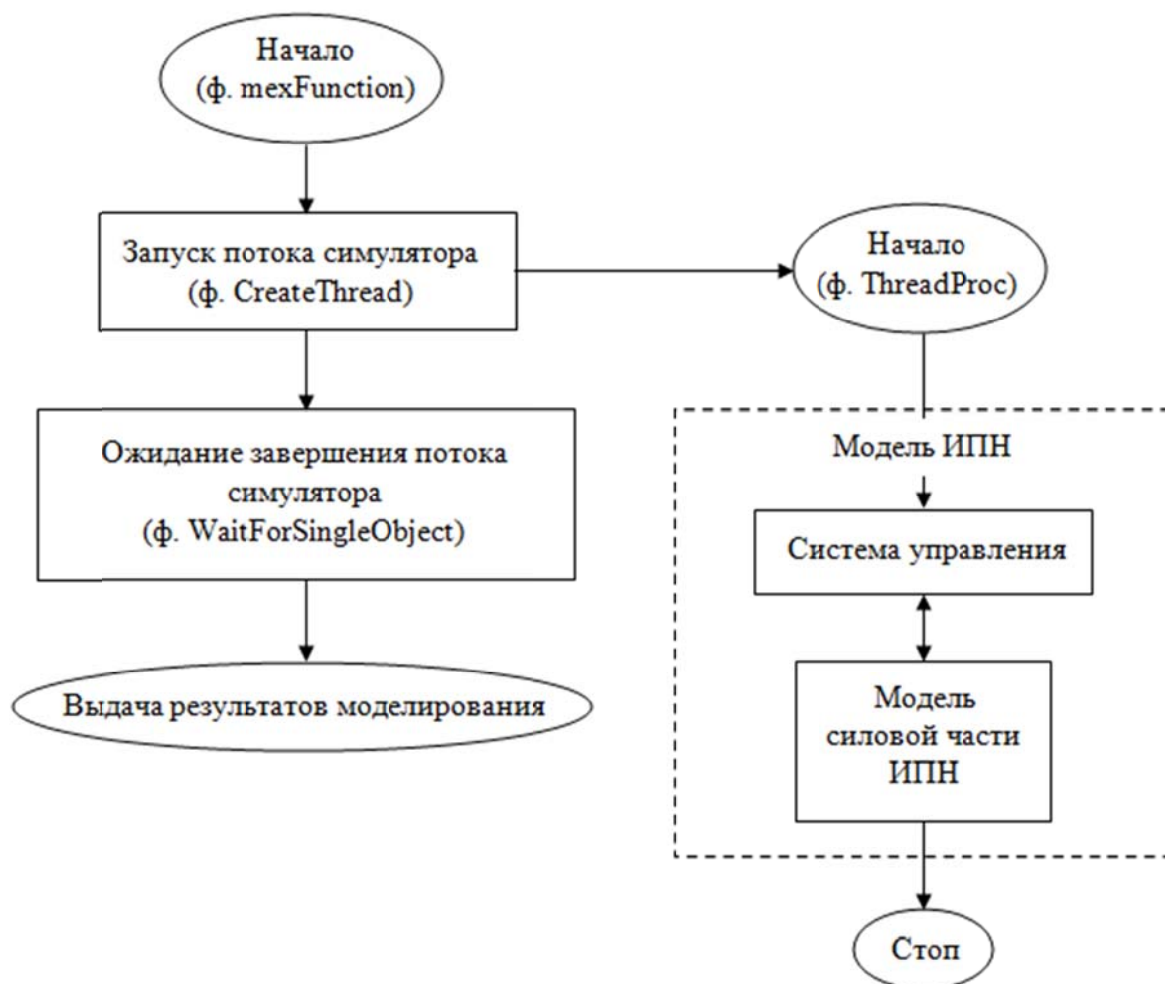 Начало
(ф. mexFunction)
Запуск потока симулятора
(ф. CreateThread)
Ожидание завершения потока
симулятора
(ф. WaitForSingleObject)
Выдача результатов моделирования
Начало
(ф. ThreadProc)
Модель ИПН
Система управления
Модель
силовой части
ИПН
Стоп